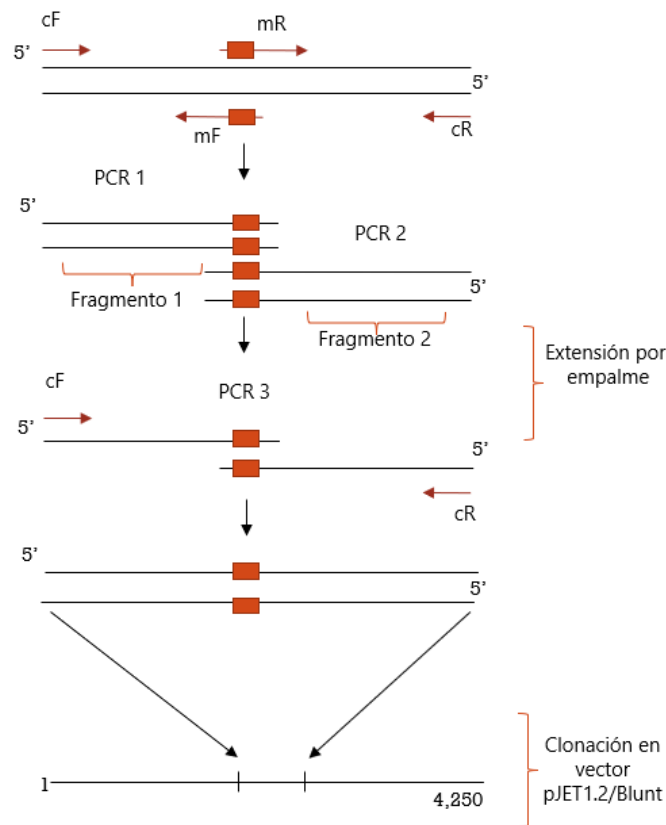 cF
mR
5’
5’
mF
cR
PCR 1
5’
PCR 2
5’
Fragmento 1
Fragmento 2
Extensión por
empalme
cF
PCR 3
5’
5’
cR
5’
5’
Clonación en
vector
pJET1.2/Blunt
1
4,250